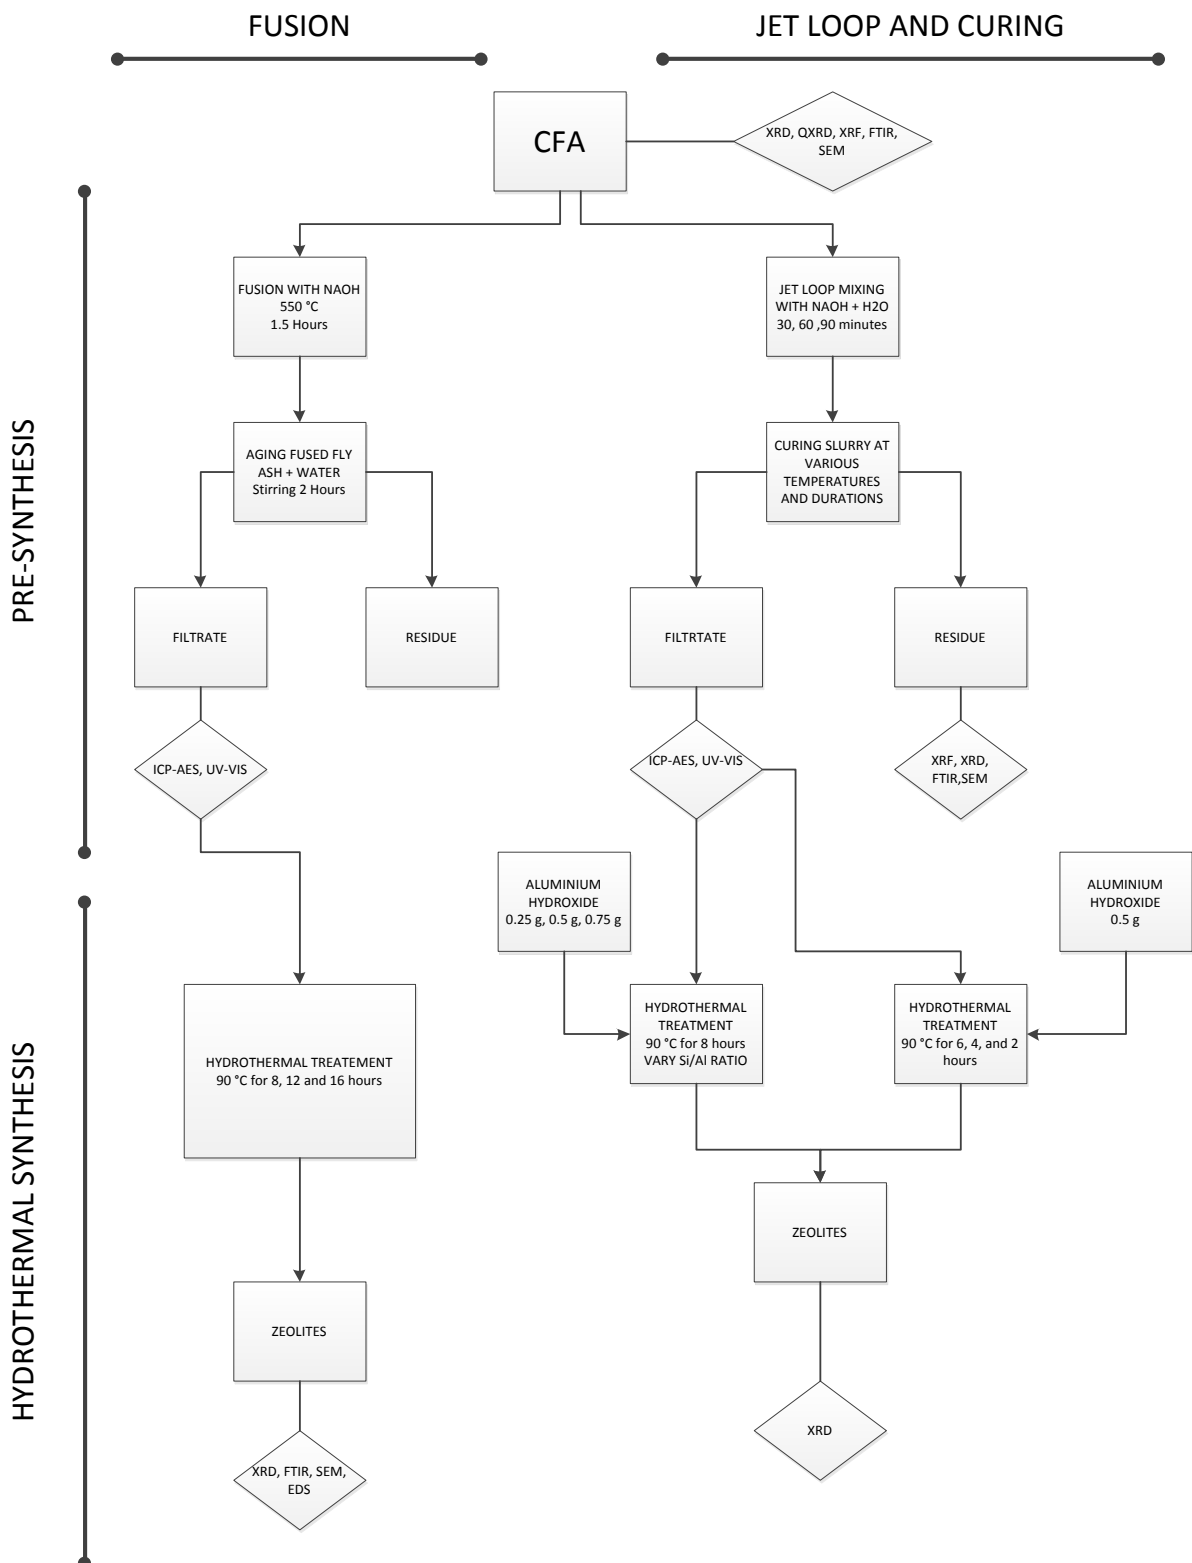 FUSION
JET LOOP AND CURING
CFA
XRD, QXRD, XRF, FTIR,
SEM
PRE-SYNTHESIS
FUSION WITH NAOH
550 °C
1.5 Hours
JET LOOP MIXING
WITH NAOH + H2O
30, 60 ,90 minutes
AGING FUSED FLY
ASH + WATER
Stirring 2 Hours
CURING SLURRY AT
VARIOUS
TEMPERATURES
AND DURATIONS
FILTRATE
RESIDUE
FILTRTATE
RESIDUE
ICP-AES, UV-VIS
ICP-AES, UV-VIS
XRF, XRD,
FTIR,SEM
HYDROTHERMAL SYNTHESIS
ALUMINIUM
HYDROXIDE
0.25 g, 0.5 g, 0.75 g
ALUMINIUM
HYDROXIDE
0.5 g
HYDROTHERMAL TREATEMENT
90 °C for 8, 12 and 16 hours
HYDROTHERMAL
TREATMENT
90 °C for 8 hours
VARY Si/Al RATIO
HYDROTHERMAL
TREATMENT
90 °C for 6, 4, and 2
hours
ZEOLITES
ZEOLITES
XRD, FTIR, SEM,
EDS
XRD